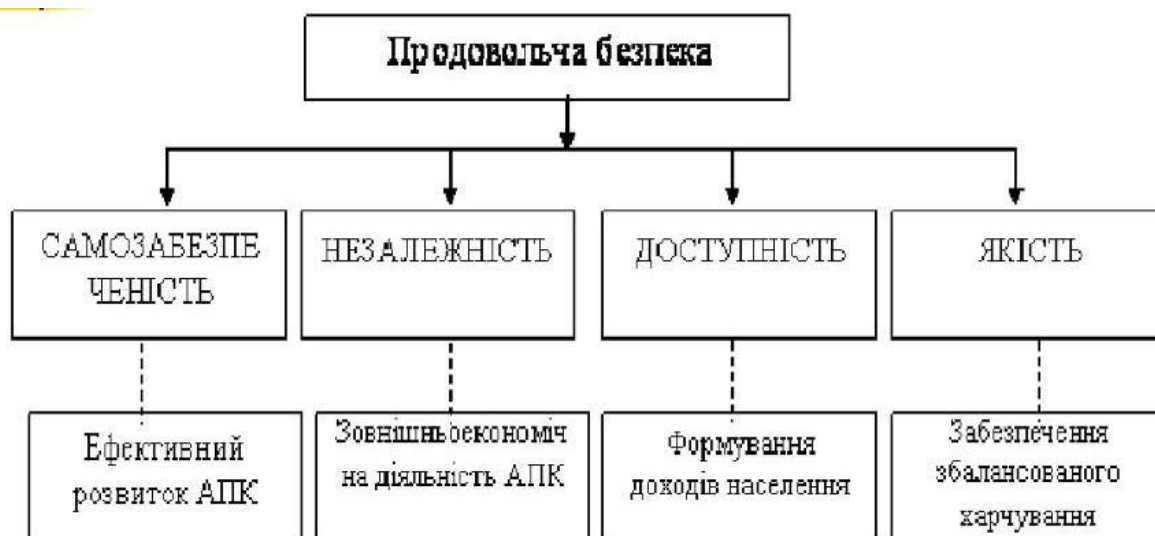 Продовольча безпека
САМОЗАБЕЗПЕ
ЧЕНІСТЬ
НЕЗАЛЕЖНІСТЬ
ДОСТУПНІСТЬ
ЯКІСТЬ
Ефективний
розвиток АПК
Зовнішньоекономіч
на діяльність АПК
Формування
доходів населення
Забезпечення
збалансованого
харчування